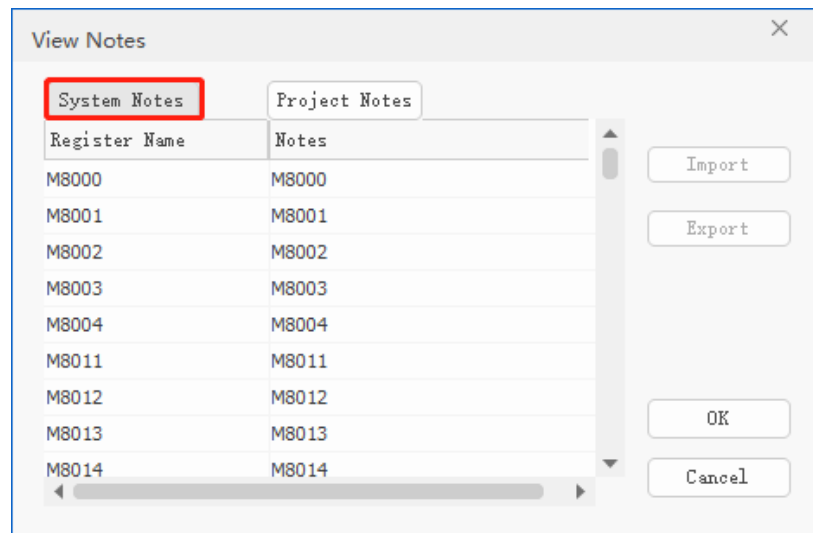 View Notes
System Notes Project Notes
Register Name Notes
M8000 M8000
M8001 M8001
M8002 M8002
M8003 M8003
M8004 M8004
M8011 M8011
M8012 M8012
M8013 M8013
M8014 M8014
Import
Export
OK
Cancel